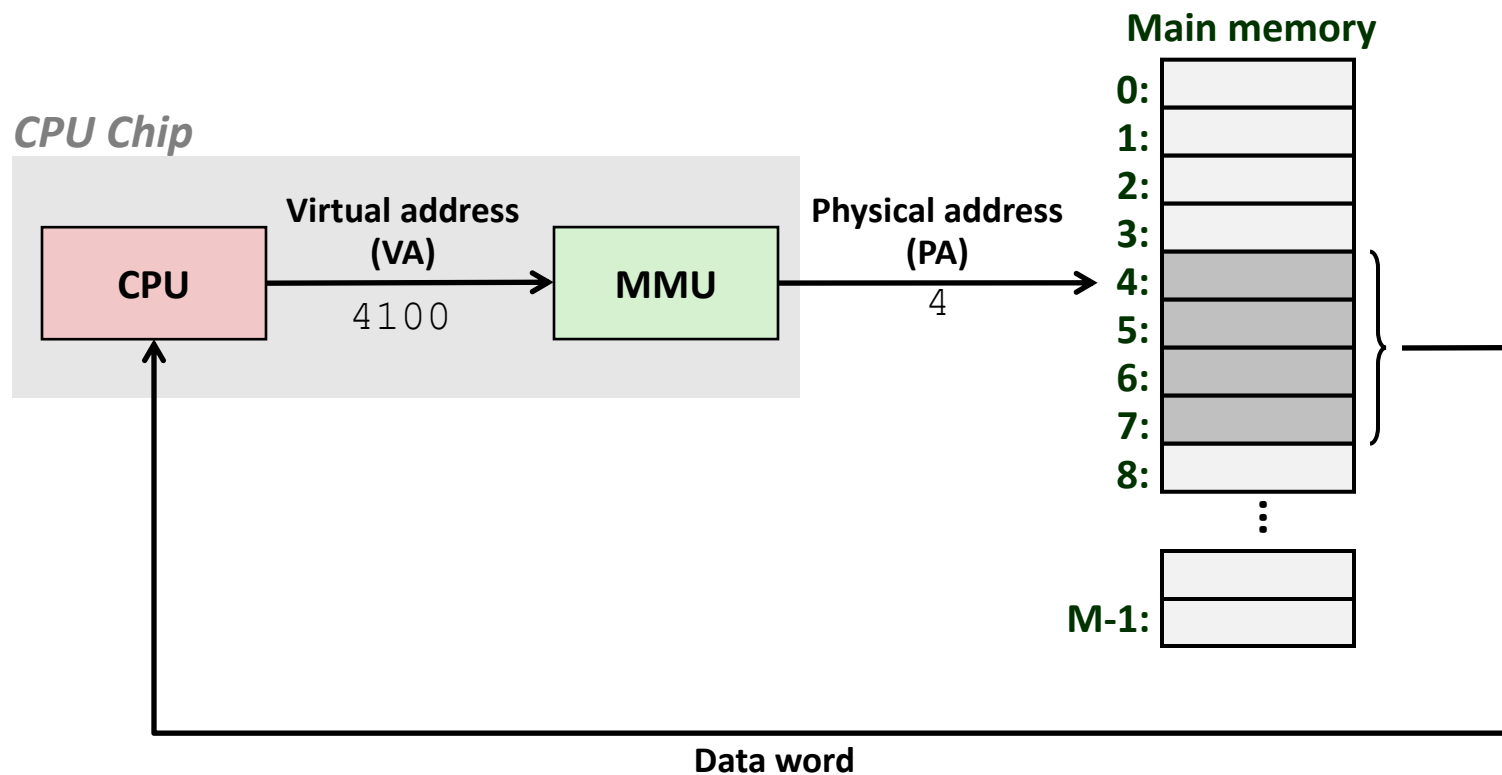 Main memory
0:
1:
2:
3:
4:
5:
6:
7:
8:
M-1:
CPU Chip
CPU
Virtual address
(VA)
4100
MMU
Physical address
(PA)
4
Data word